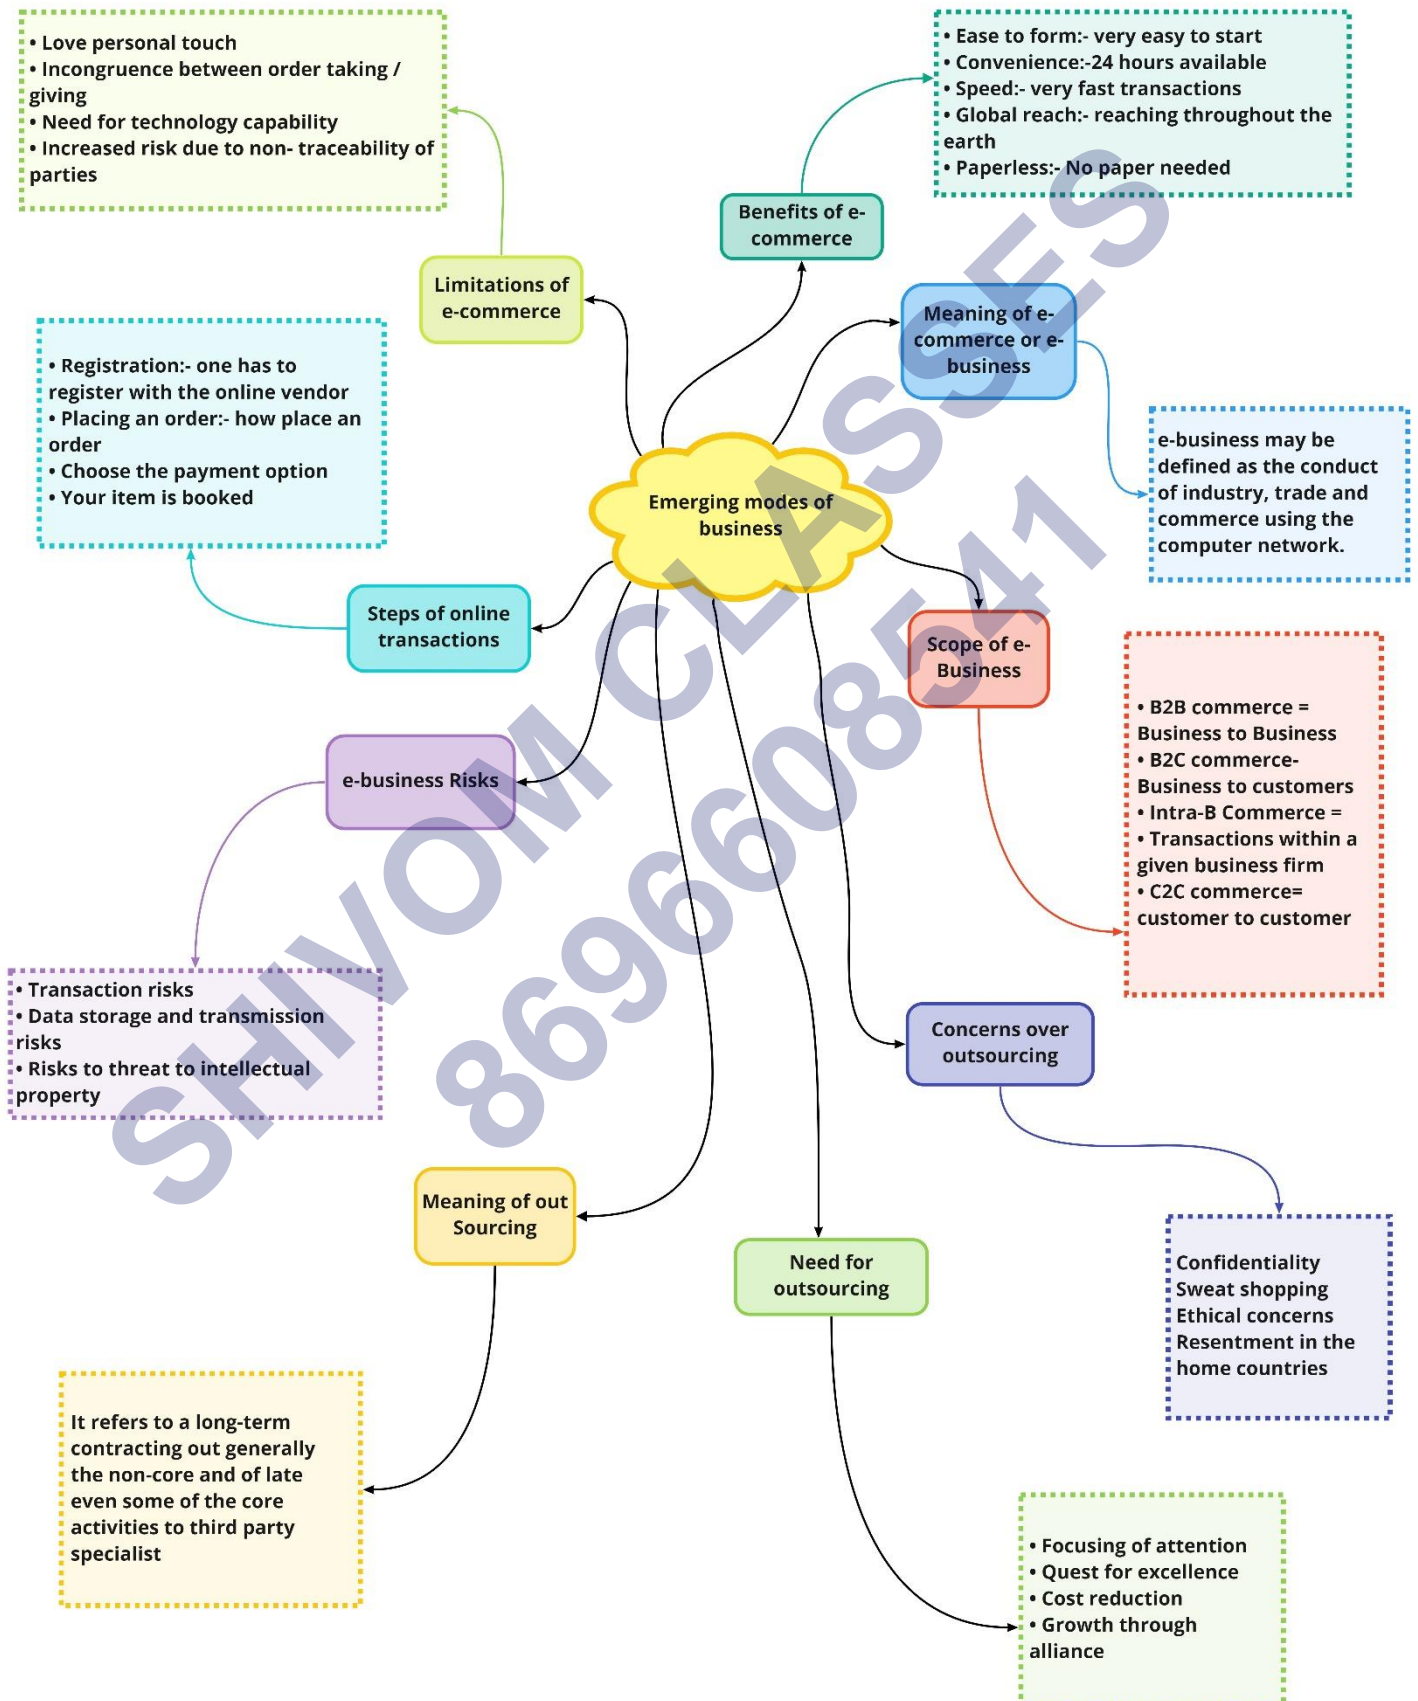 • Love personal touch
• Incongruence between order taking /
giving
• Need for technology capability
• Increased risk due to non- traceability of
parties
• Ease to form:- very easy to start
• Convenience:-24 hours available
• Speed:- very fast transactions
• Global reach:- reaching throughout the
earth
• Paperless:- No paper needed
Benefits of e-
commerce
Limitations of
e-commerce
Meaning of e-
commerce or e-
business
• Registration:- one has to
register with the online vendor
• Placing an order:- how place an
order
• Choose the payment option
• Your item is booked
e-business may be
defined as the conduct
of industry, trade and
commerce using the
computer network.
Emerging modes of
business
Steps of online
transactions
Scope of e-
Business
• B2B commerce =
Business to Business
• B2C commerce-
Business to customers
• Intra-B Commerce =
• Transactions within a
given business firm
• C2C commerce=
customer to customer
e-business Risks
• Transaction risks
• Data storage and transmission
risks
• Risks to threat to intellectual
property
Concerns over
outsourcing
Meaning of out
Sourcing
Need for
outsourcing
Confidentiality
Sweat shopping
Ethical concerns
Resentment in the
home countries
It refers to a long-term
contracting out generally
the non-core and of late
even some of the core
activities to third party
specialist
• Focusing of attention
• Quest for excellence
• Cost reduction
• Growth through
alliance
SHIVOM CLASSES
8696608541